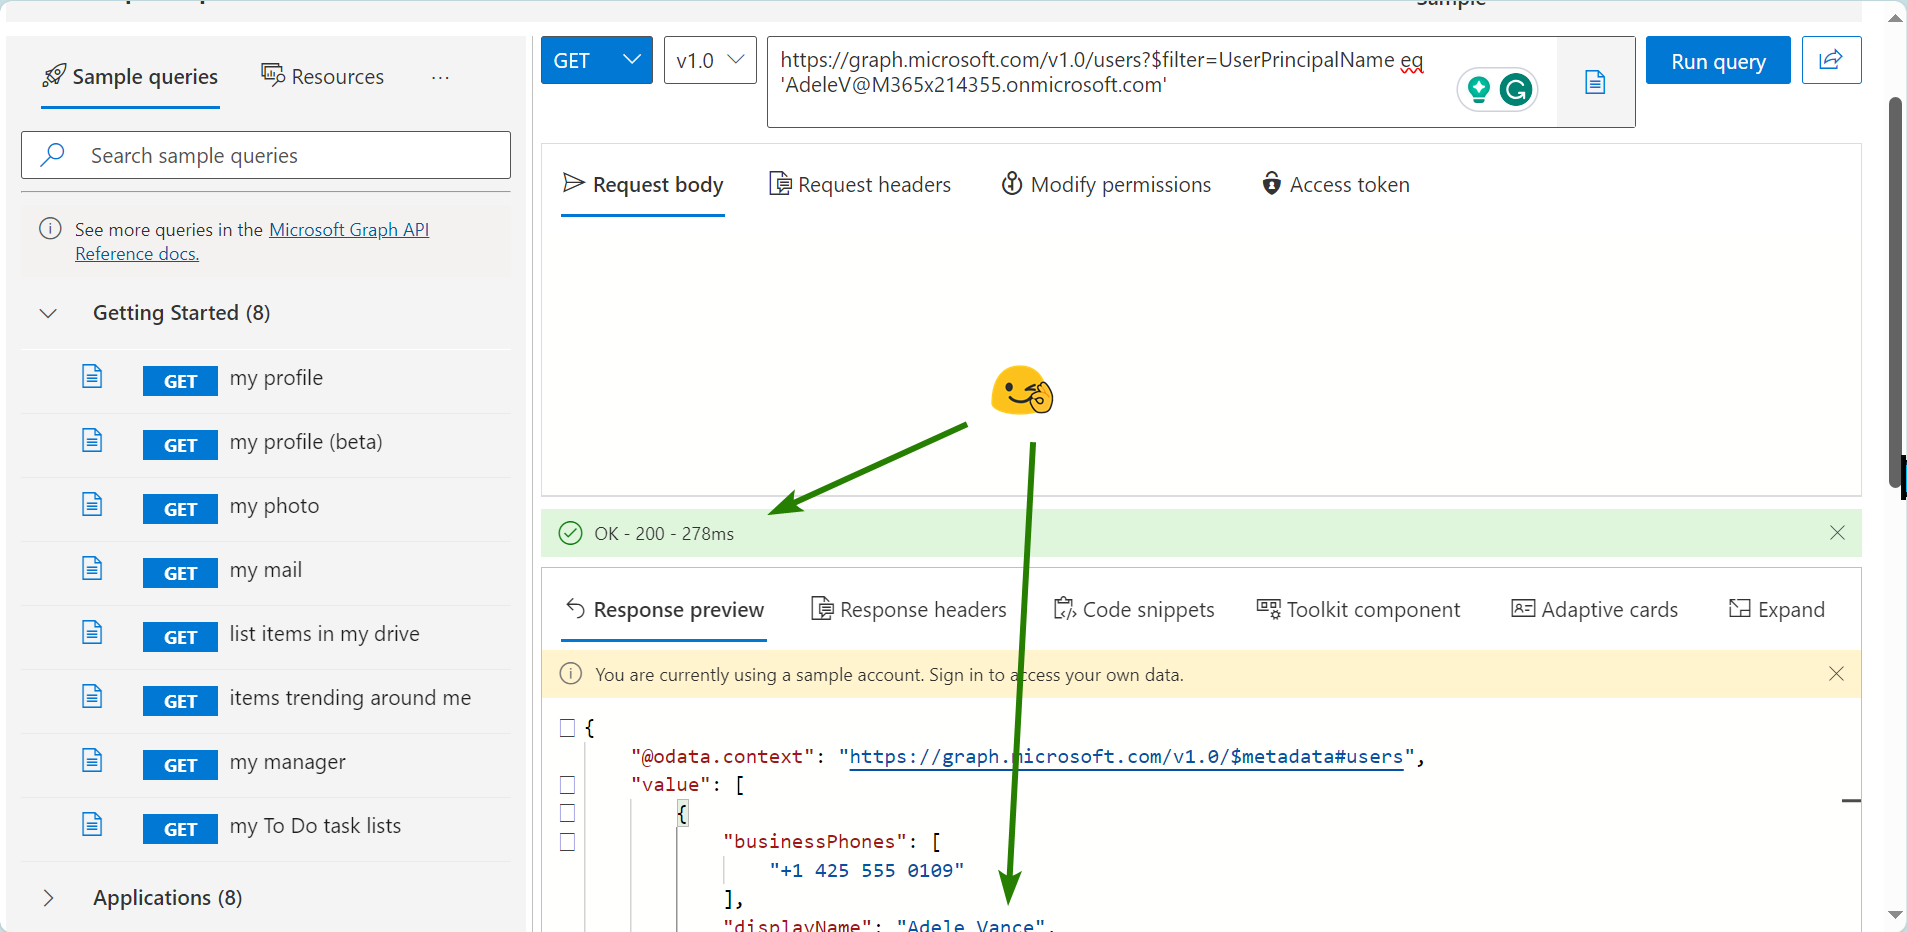 Sample
Sample queries
Resources
...
Search sample queries
See more queries in the Microsoft Graph API
Reference docs.
Getting Started (8)
GET my profile
GET my profile (beta)
GET my photo
GET my mail
GET list items in my drive
GET items trending around me
GET my manager
GET my To Do task lists
Applications (8)
GET
v1.0
https://graph.microsoft.com/v1.0/users?$filter=UserPrincipalName eq
'AdeleV@M365x214355.onmicrosoft.com'
Run query
Request body
Request headers
Modify permissions
Access token
OK - 200 - 278ms
Response preview
Response headers
Code snippets
Toolkit component
Adaptive cards
Expand
You are currently using a sample account. Sign in to access your own data.
{
"@odata.context": "https://graph.microsoft.com/v1.0/$metadata#users",
"value": [
{
"businessPhones": [
"+1 425 555 0109"
],
"displayName": "Adele Vance",